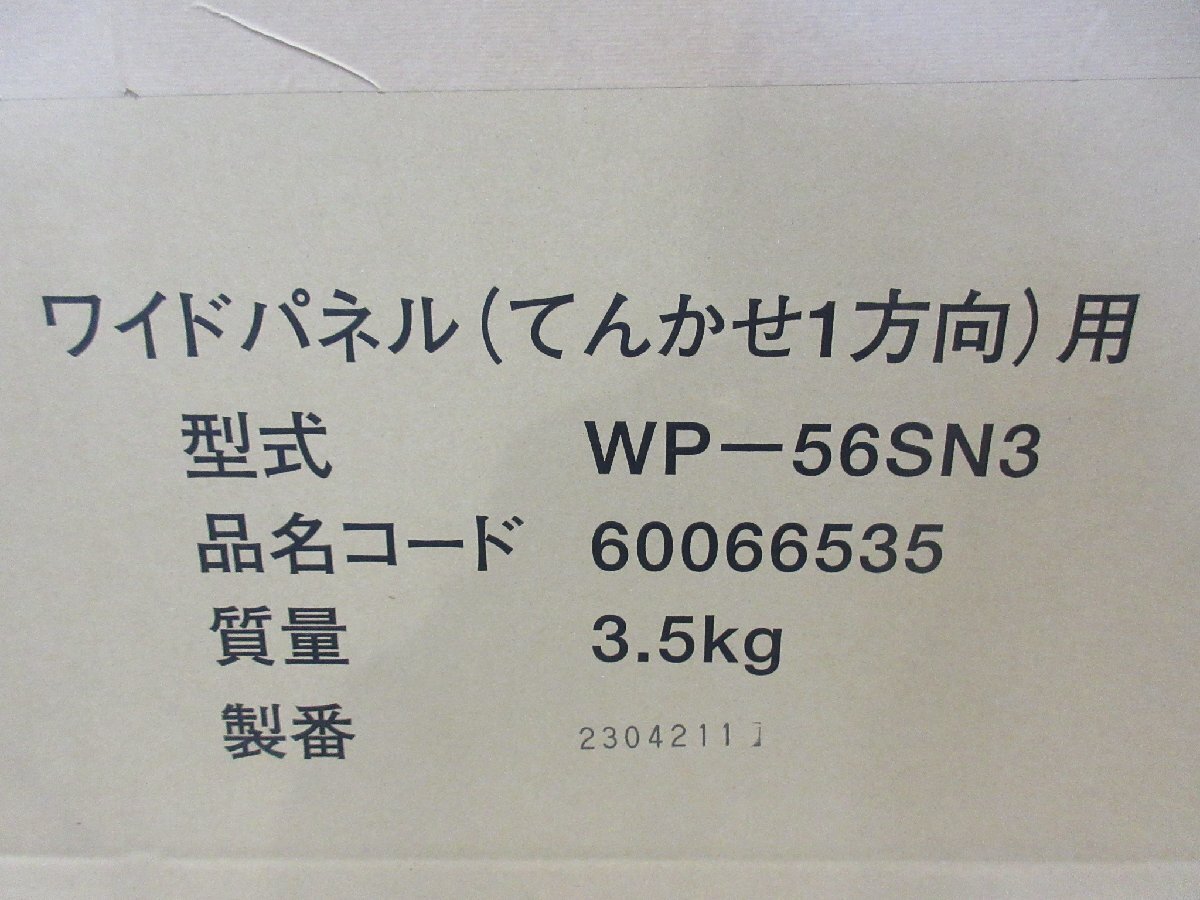 ワイドパネル(てんかせ1方向)用
型式 WP－56SN3
品名コード 60066535
質量 3.5kg
製番 2304211J